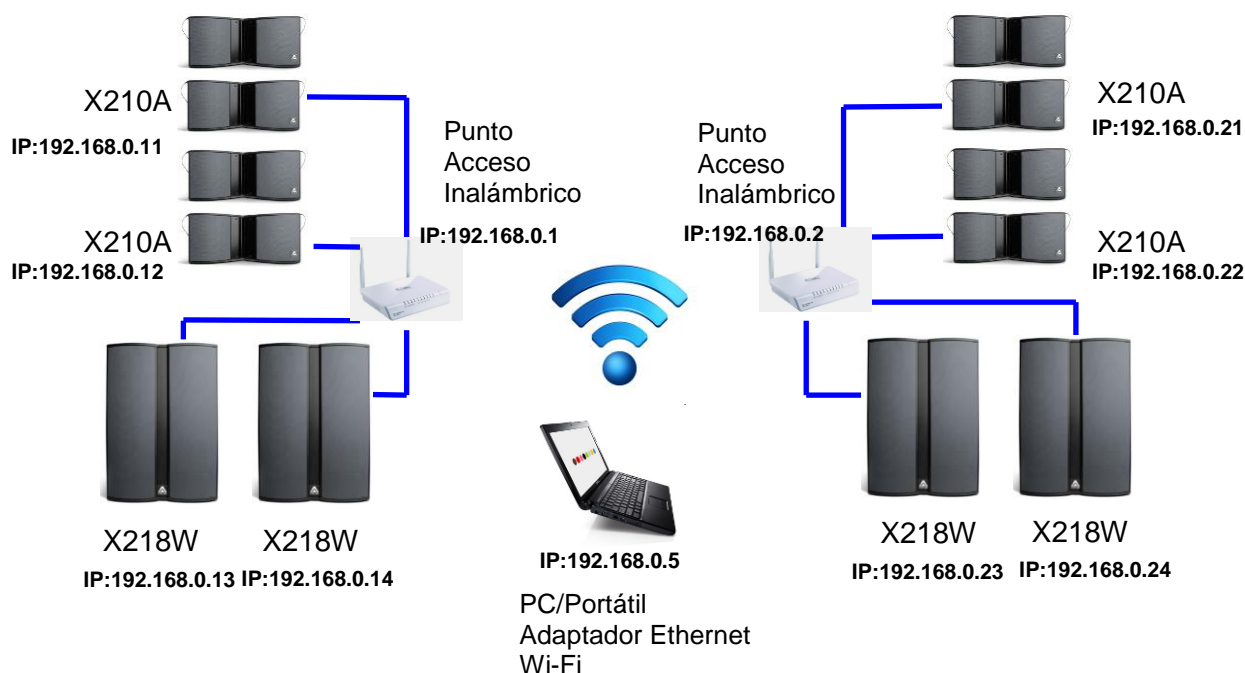 X210A
IP:192.168.0.11
X210A
IP:192.168.0.12
Punto
Acceso
Inalámbrico
IP:192.168.0.1
Punto
Acceso
Inalámbrico
IP:192.168.0.2
X210A
IP:192.168.0.21
X210A
IP:192.168.0.22
X218W
IP:192.168.0.13
X218W
IP:192.168.0.14
IP:192.168.0.5
PC/Portátil
Adaptador Ethernet
Wi-Fi
X218W
IP:192.168.0.23
X218W
IP:192.168.0.24